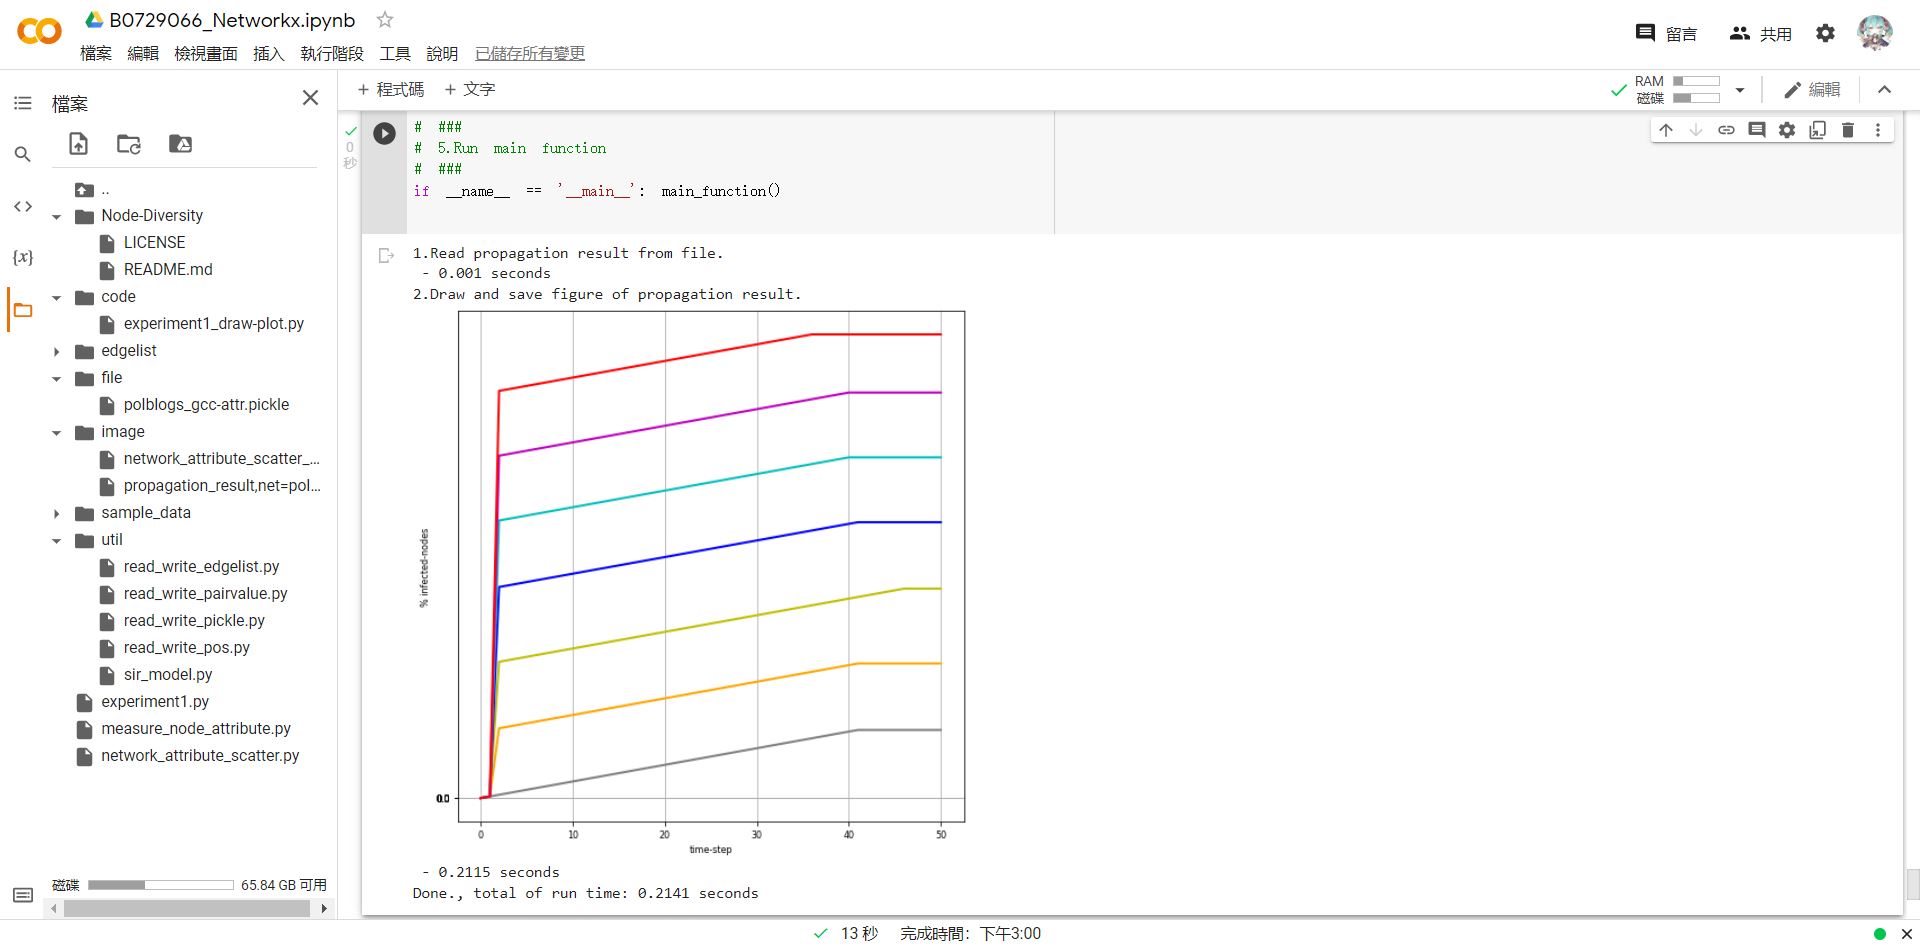 B0729066_Networkx.ipynb
檔案 編輯 檢視畫面 插入 執行階段 工具 說明 已儲存所有變更
留言 共用
檔案
+ 程式碼 + 文字
RAM
磁碟
編輯
..
Node-Diversity
LICENSE
README.md
code
experiment1_draw-plot.py
edgelist
file
polblogs_gcc-attr.pickle
image
network_attribute_scatter_...
propagation_result,net=pol...
sample_data
util
read_write_edgelist.py
read_write_pairvalue.py
read_write_pickle.py
read_write_pos.py
sir_model.py
experiment1.py
measure_node_attribute.py
network_attribute_scatter.py
磁碟 65.84 GB 可用
{x}
0
秒
# ###
# 5.Run main function
# ###
if __name__ == '__main__': main_function()
1.Read propagation result from file.
- 0.001 seconds
2.Draw and save figure of propagation result.
% infected-nodes
0.0
0 10 20 30 40 50
time-step
- 0.2115 seconds
Done., total of run time: 0.2141 seconds
13 秒 完成時間: 下午3:00